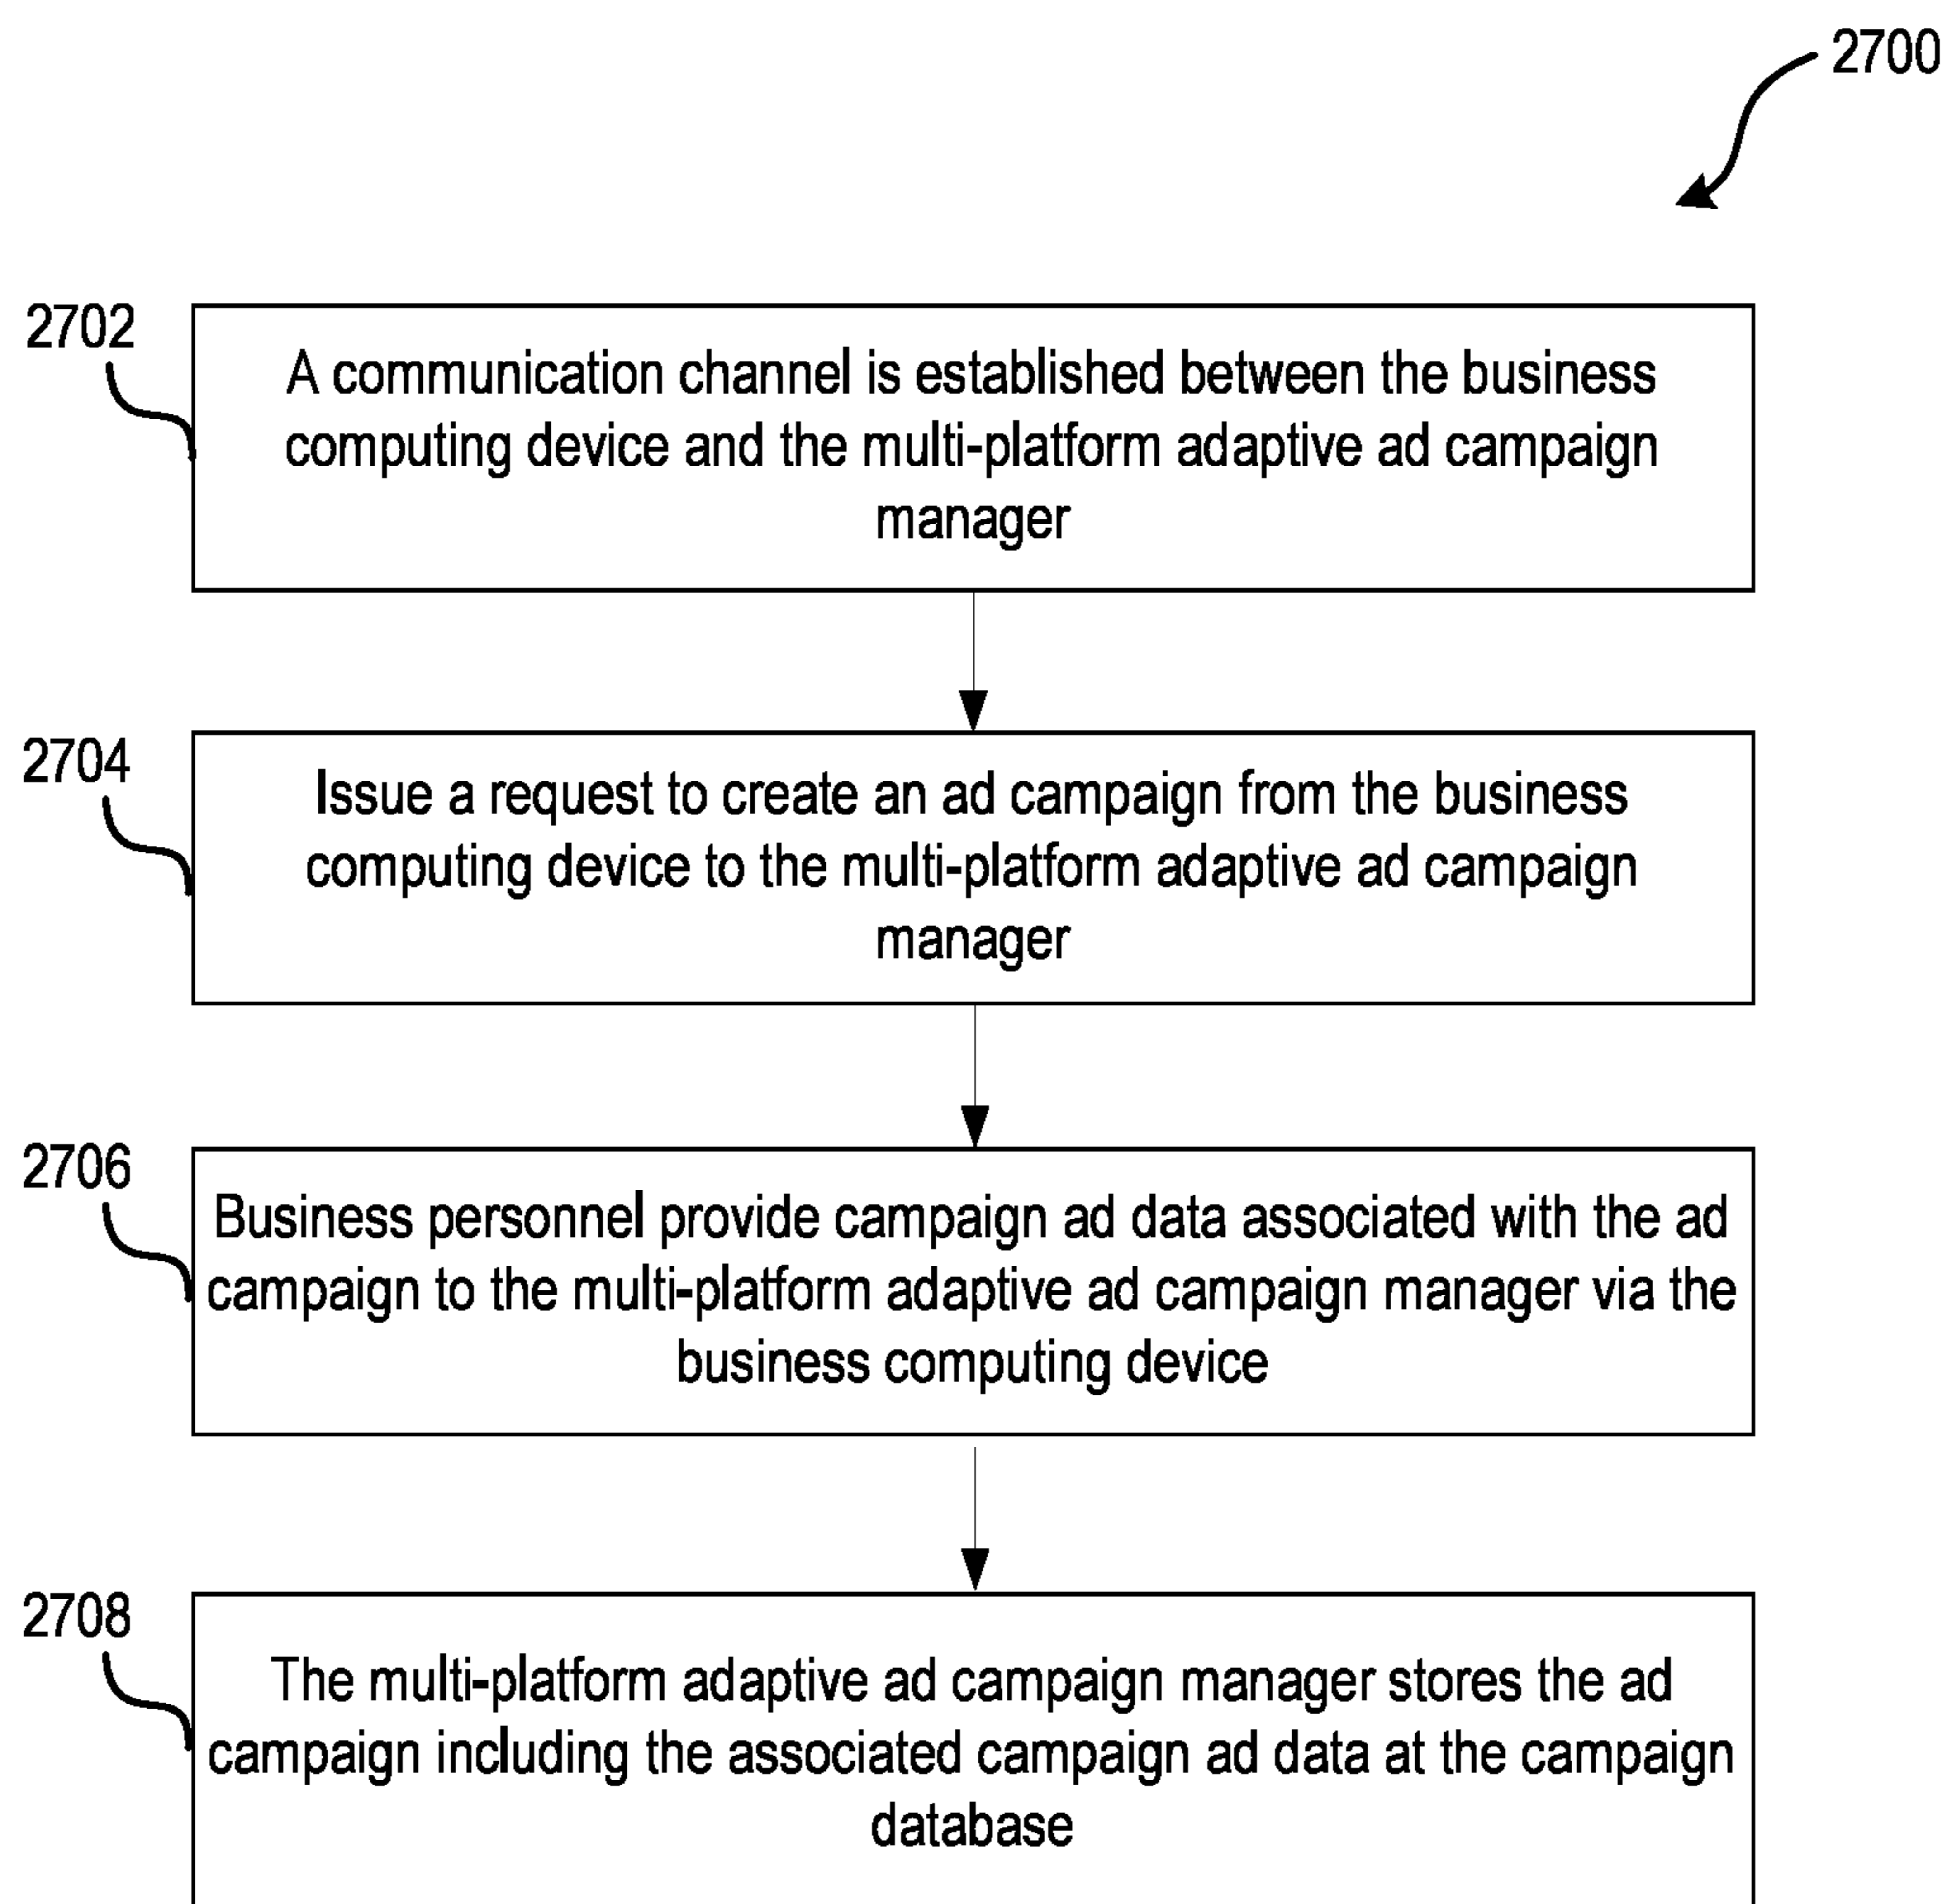 2700
2702
A communication channel is established between the business
computing device and the multi-platform adaptive ad campaign
manager
2704
Issue a request to create an ad campaign from the business
computing device to the multi-platform adaptive ad campaign
manager
2706
Business personnel provide campaign ad data associated with the ad
campaign to the multi-platform adaptive ad campaign manager via the
business computing device
2708
The multi-platform adaptive ad campaign manager stores the ad
campaign including the associated campaign ad data at the campaign
database